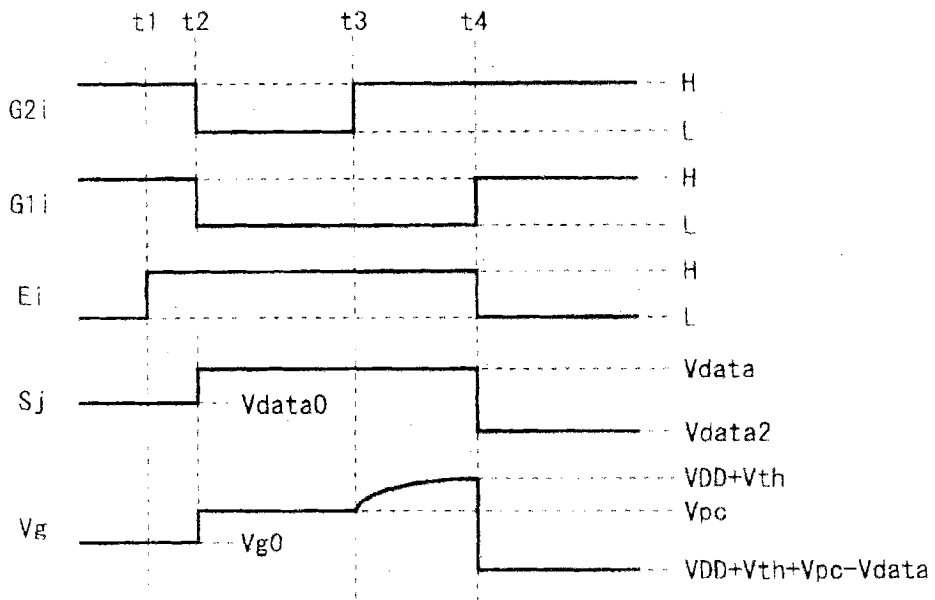 t1 t2 t3 t4
G2i H
L
G1i H
L
Ei H
L
Sj Vdata0 Vdata
Vdata2
VDD+Vth
Vg Vg0 Vpc
VDD+Vth+Vpc-Vdata